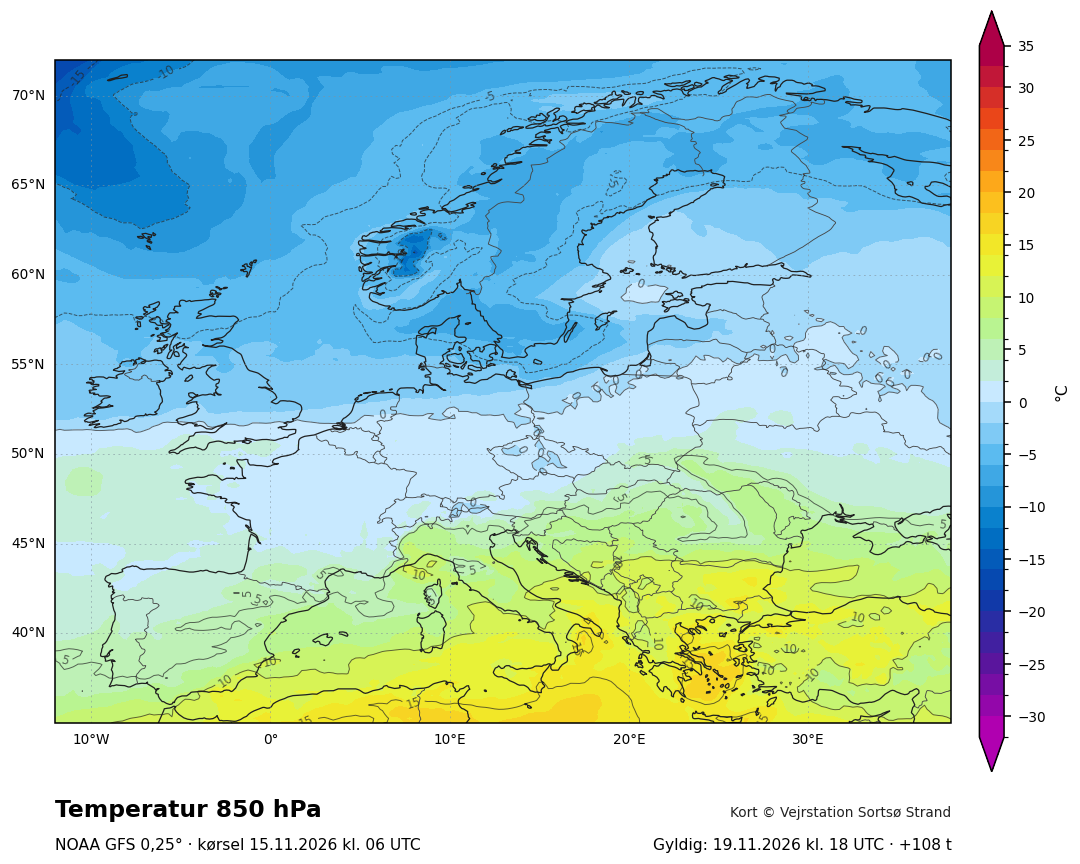 70°N
65°N
60°N
55°N
50°N
45°N
40°N
10°W 0° 10°E 20°E 30°E
35
30
25
20
15
10
5
0
−5
−10
−15
−20
−25
−30
°C
Temperatur 850 hPa
Kort © Vejrstation Sortsø Strand
NOAA GFS 0,25° · kørsel 15.11.2026 kl. 06 UTC
Gyldig: 19.11.2026 kl. 18 UTC · +108 t